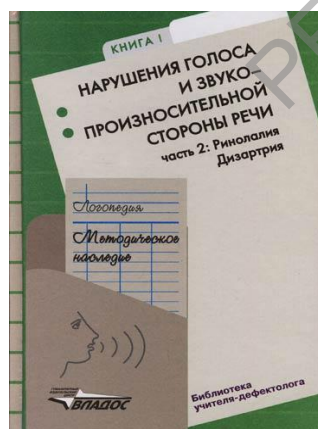 КНИГА I
НАРУШЕНИЯ ГОЛОСА
И ЗВУКО-
ПРОИЗНОСИТЕЛЬНОЙ
СТОРОНЫ РЕЧИ
часть 2: Ринолалия
Дизартрия
Логопедия
Методическое
наследие
Библиотека
учителя-дефектолога
ВЛАДОС